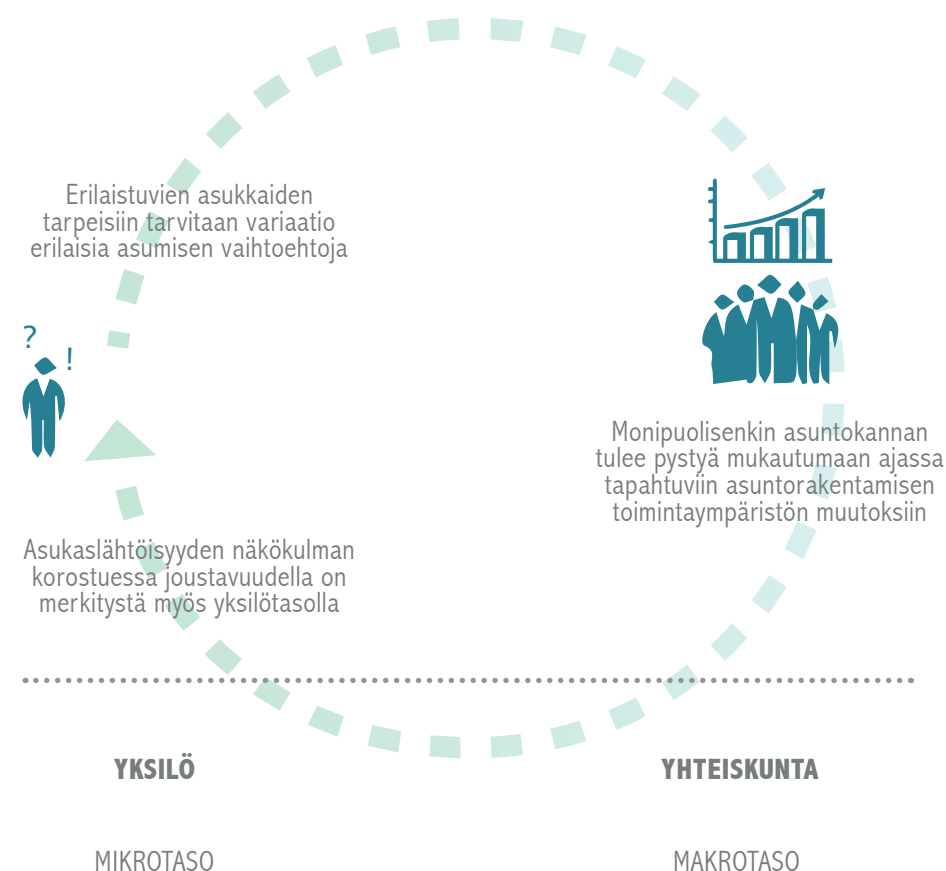 Erilaistuvien asukkaiden
tarpeisiin tarvitaan variaatio
erilaisia asumisen vaihtoehtoja
?
!
Monipuolisenkin asuntokannan
tulee pystyä mukautumaan ajassa
tapahtuviin asuntorakentamisen
toimintaympäristön muutoksiin
Asukaslähtöisyyden näkökulman
korostuessa joustavuudella on
merkitystä myös yksilötasolla
YKSILÖ
YHTEISKUNTA
MIKROTASO
MAKROTASO